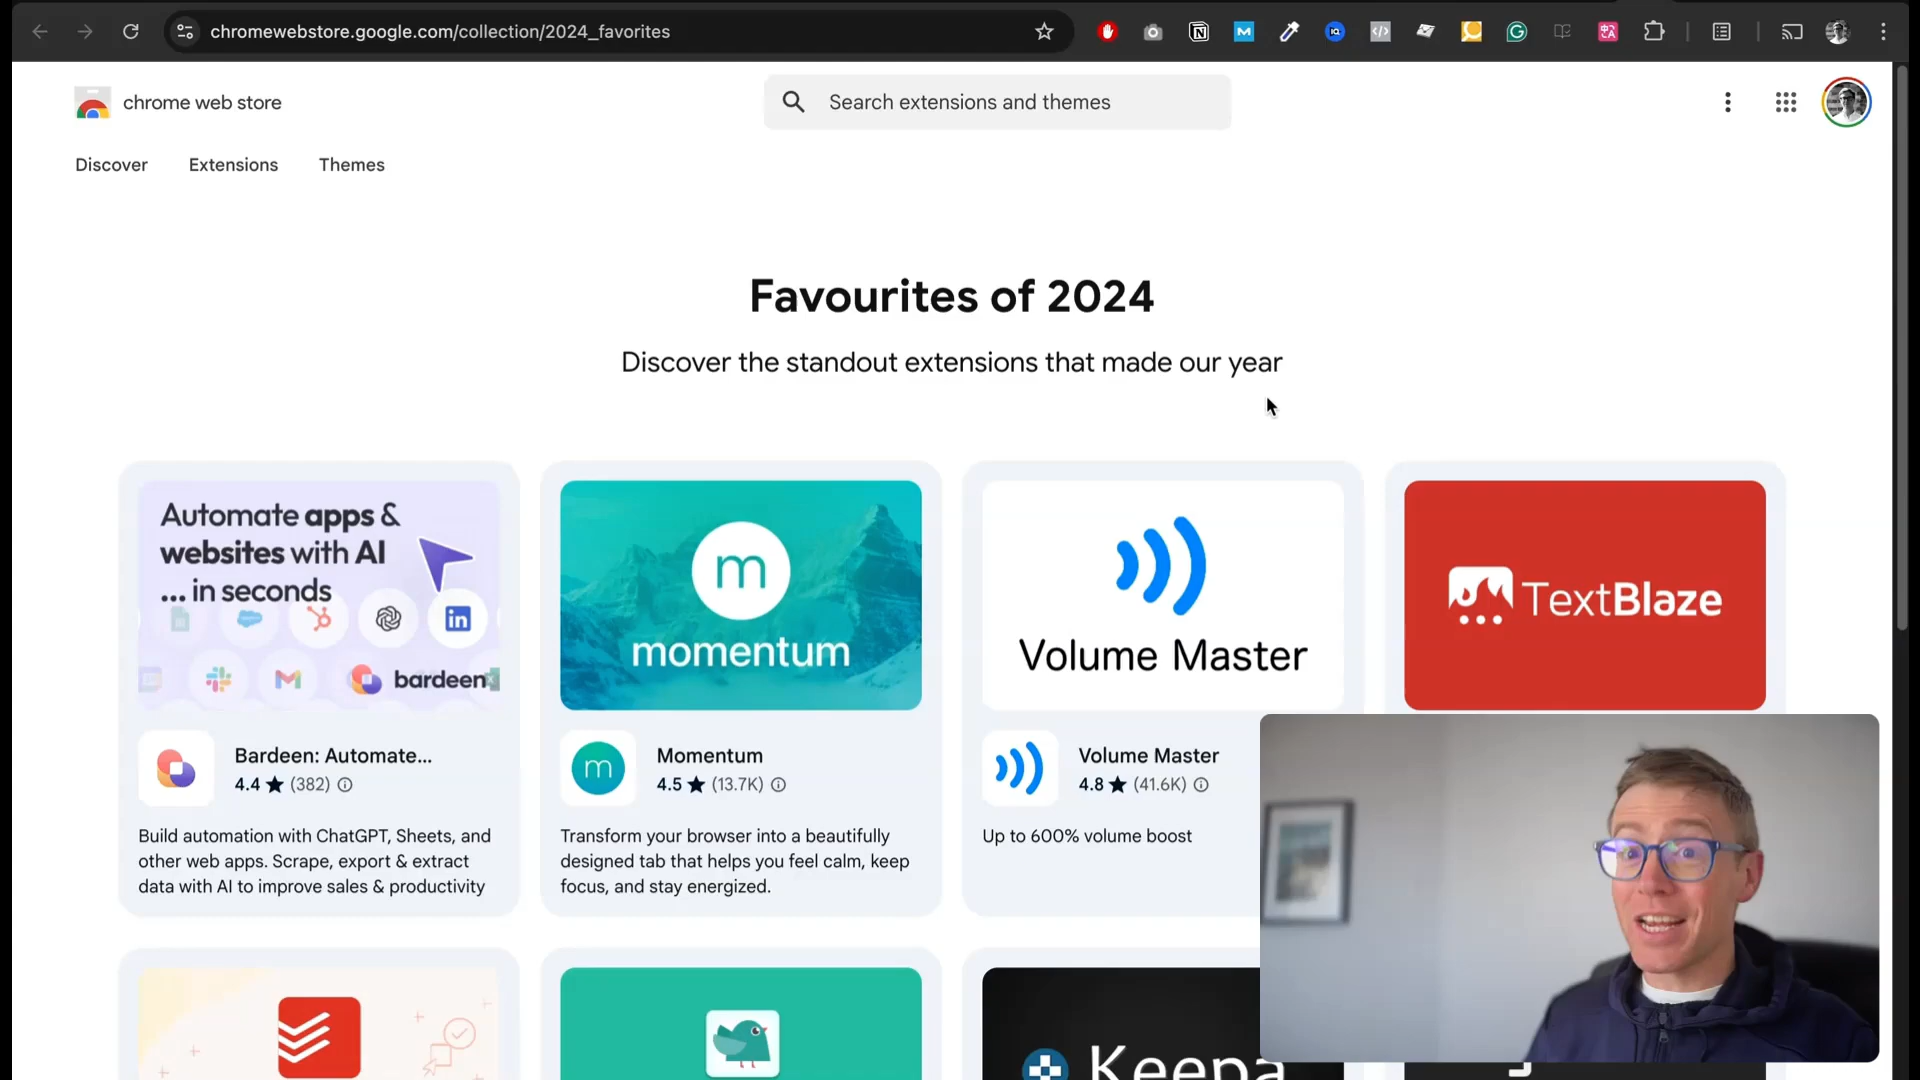 chromewebstore.google.com/collection/2024_favorites
chrome web store
Search extensions and themes
Discover
Extensions
Themes
Favourites of 2024
Discover the standout extensions that made our year
Automate apps &
websites with AI
... in seconds
bardeen
m
momentum
Volume Master
TextBlaze
Bardeen: Automate...
4.4 ★ (382)
Build automation with ChatGPT, Sheets, and
other web apps. Scrape, export & extract
data with AI to improve sales & productivity
m
Momentum
4.5 ★ (13.7K)
Transform your browser into a beautifully
designed tab that helps you feel calm, keep
focus, and stay energized.
Volume Master
4.8 ★ (41.6K)
Up to 600% volume boost
Keepa